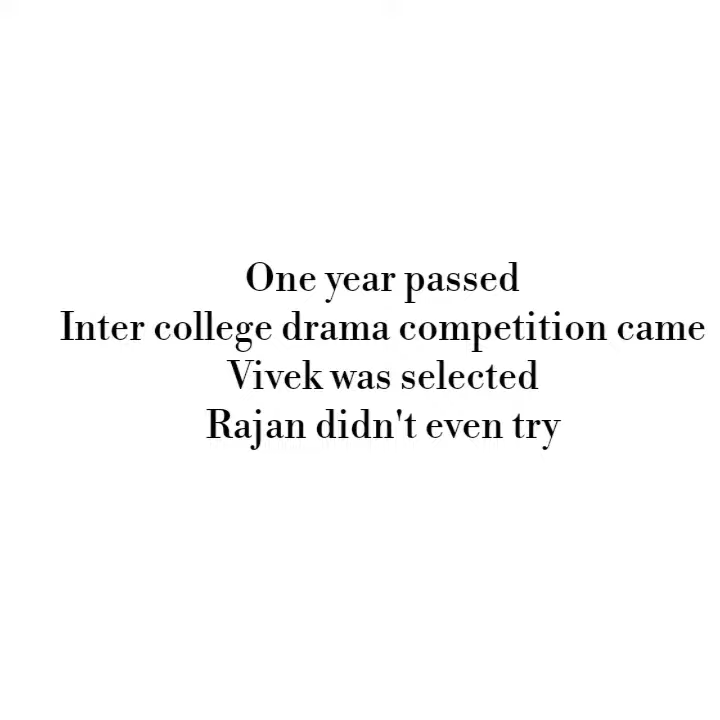 One year passed
Inter college drama competition came
Vivek was selected
Rajan didn't even try